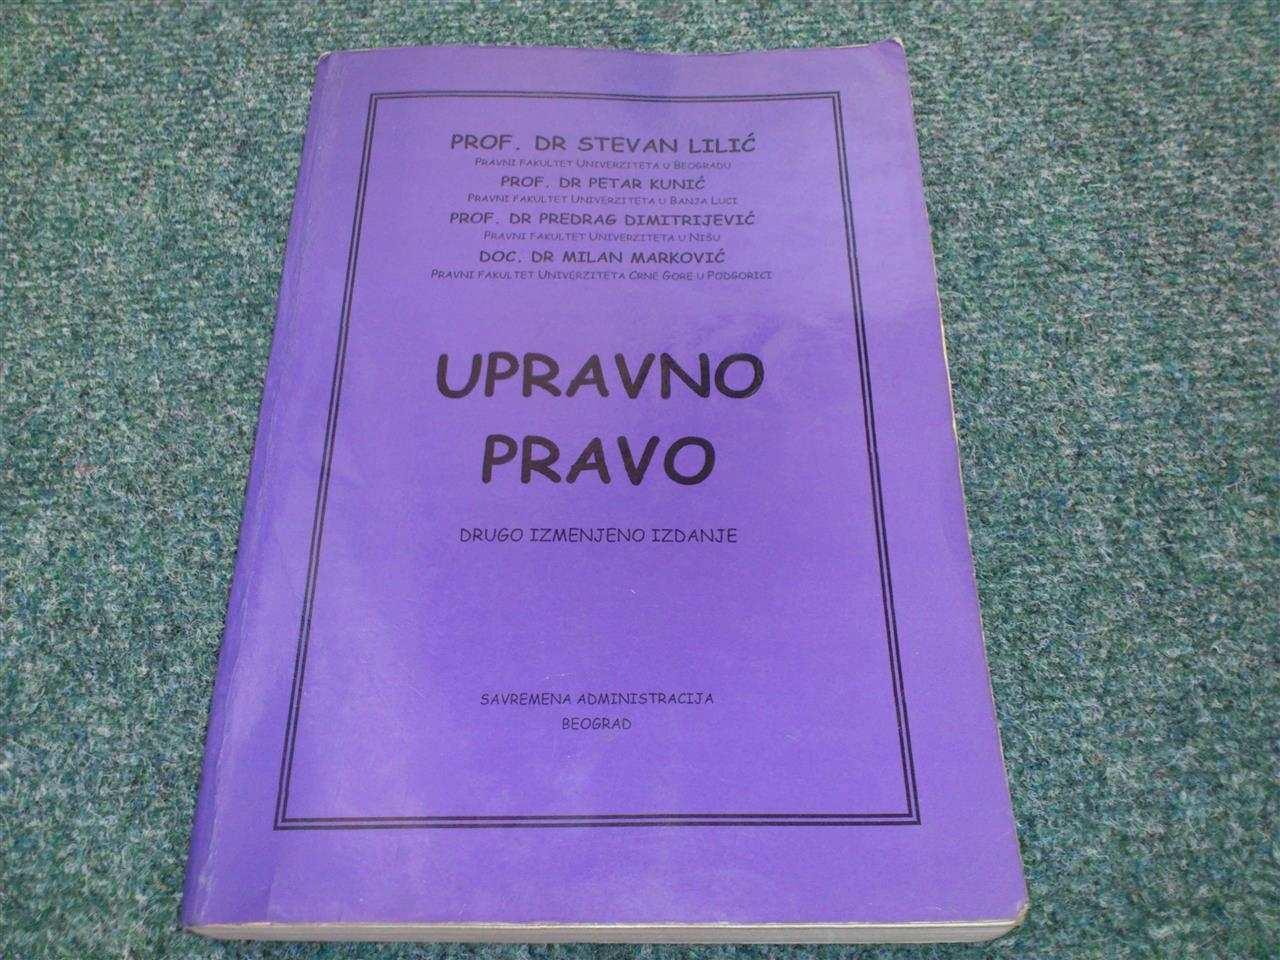 PROF. DR STEVAN LILIĆ
PRAVNI FAKULTET UNIVERZITETA U BEOGRADU
PROF. DR PETAR KUNIĆ
PRAVNI FAKULTET UNIVERZITETA U BANJA LUCI
PROF. DR PREDRAG DIMITRIJEVIĆ
PRAVNI FAKULTET UNIVERZITETA U NIŠU
DOC. DR MILAN MARKOVIĆ
PRAVNI FAKULTET UNIVERZITETA CRNE GORE U PODGORICI
UPRAVNO
PRAVO
DRUGO IZMENJENO IZDANJE
SAVREMENA ADMINISTRACIJA
BEOGRAD